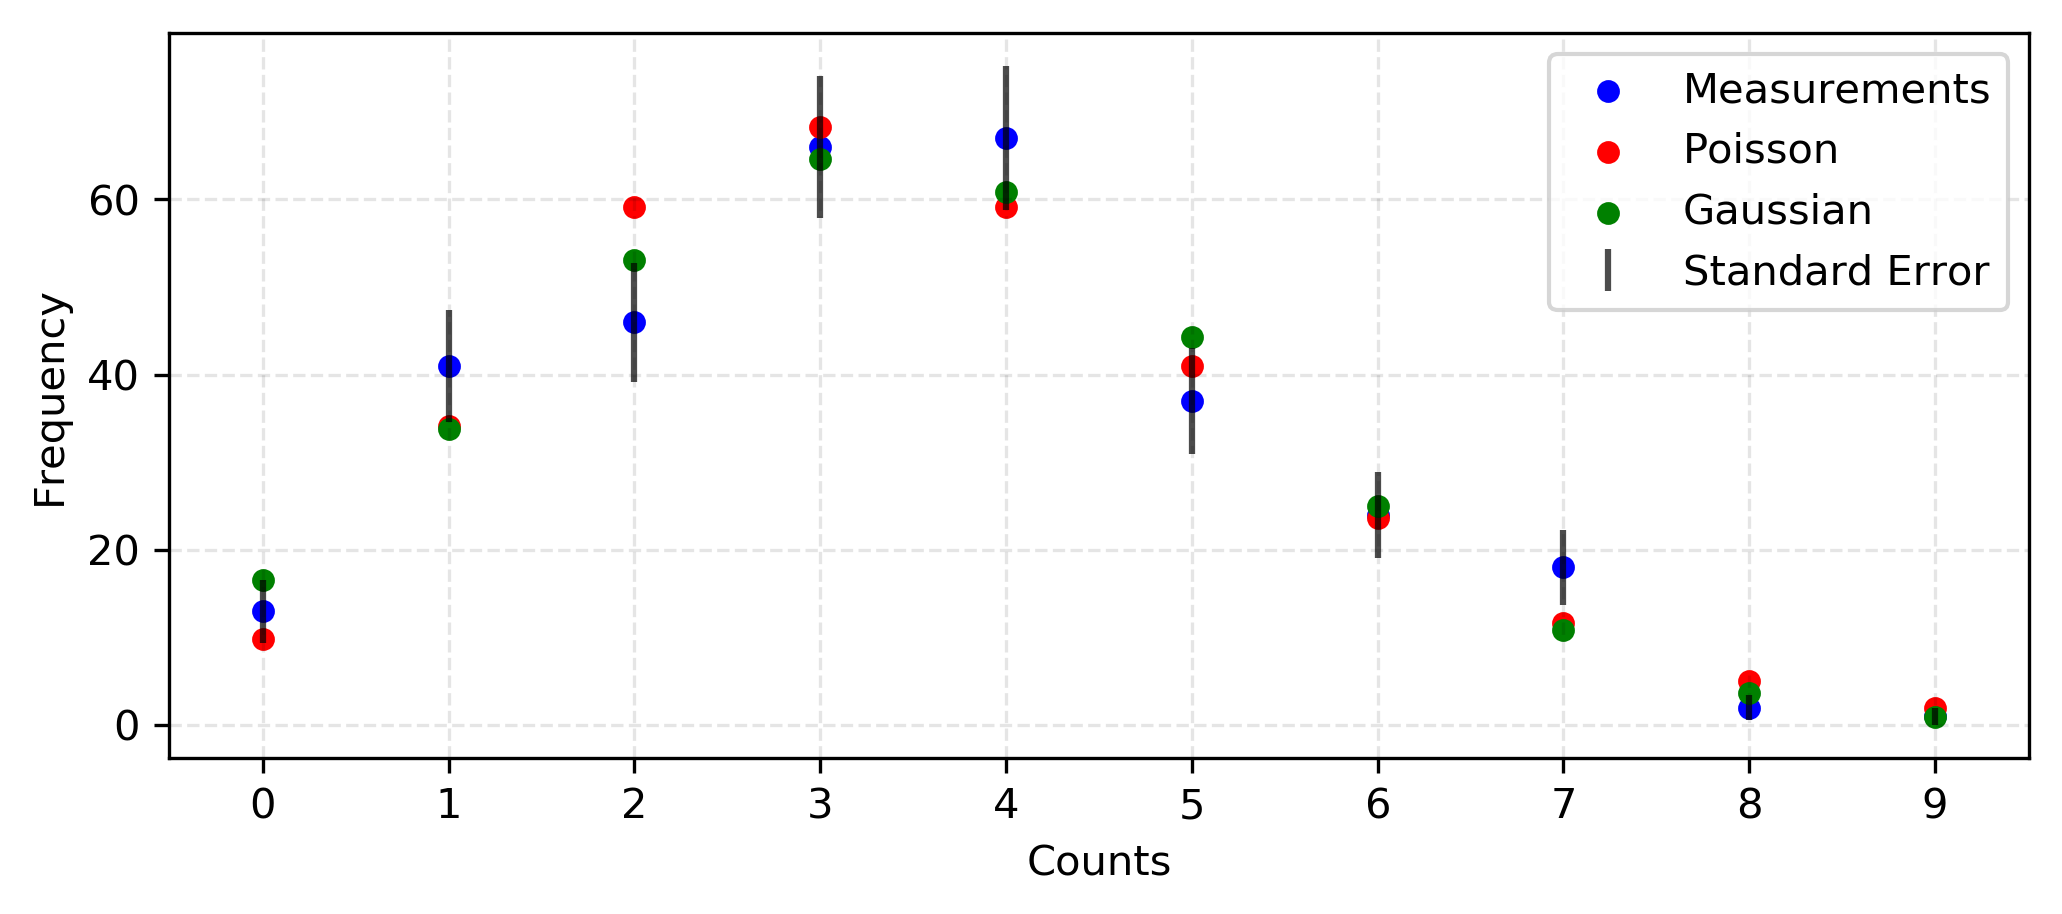 Measurements
Poisson
Gaussian
Standard Error
Frequency
60
40
20
0
0 1 2 3 4 5 6 7 8 9
Counts